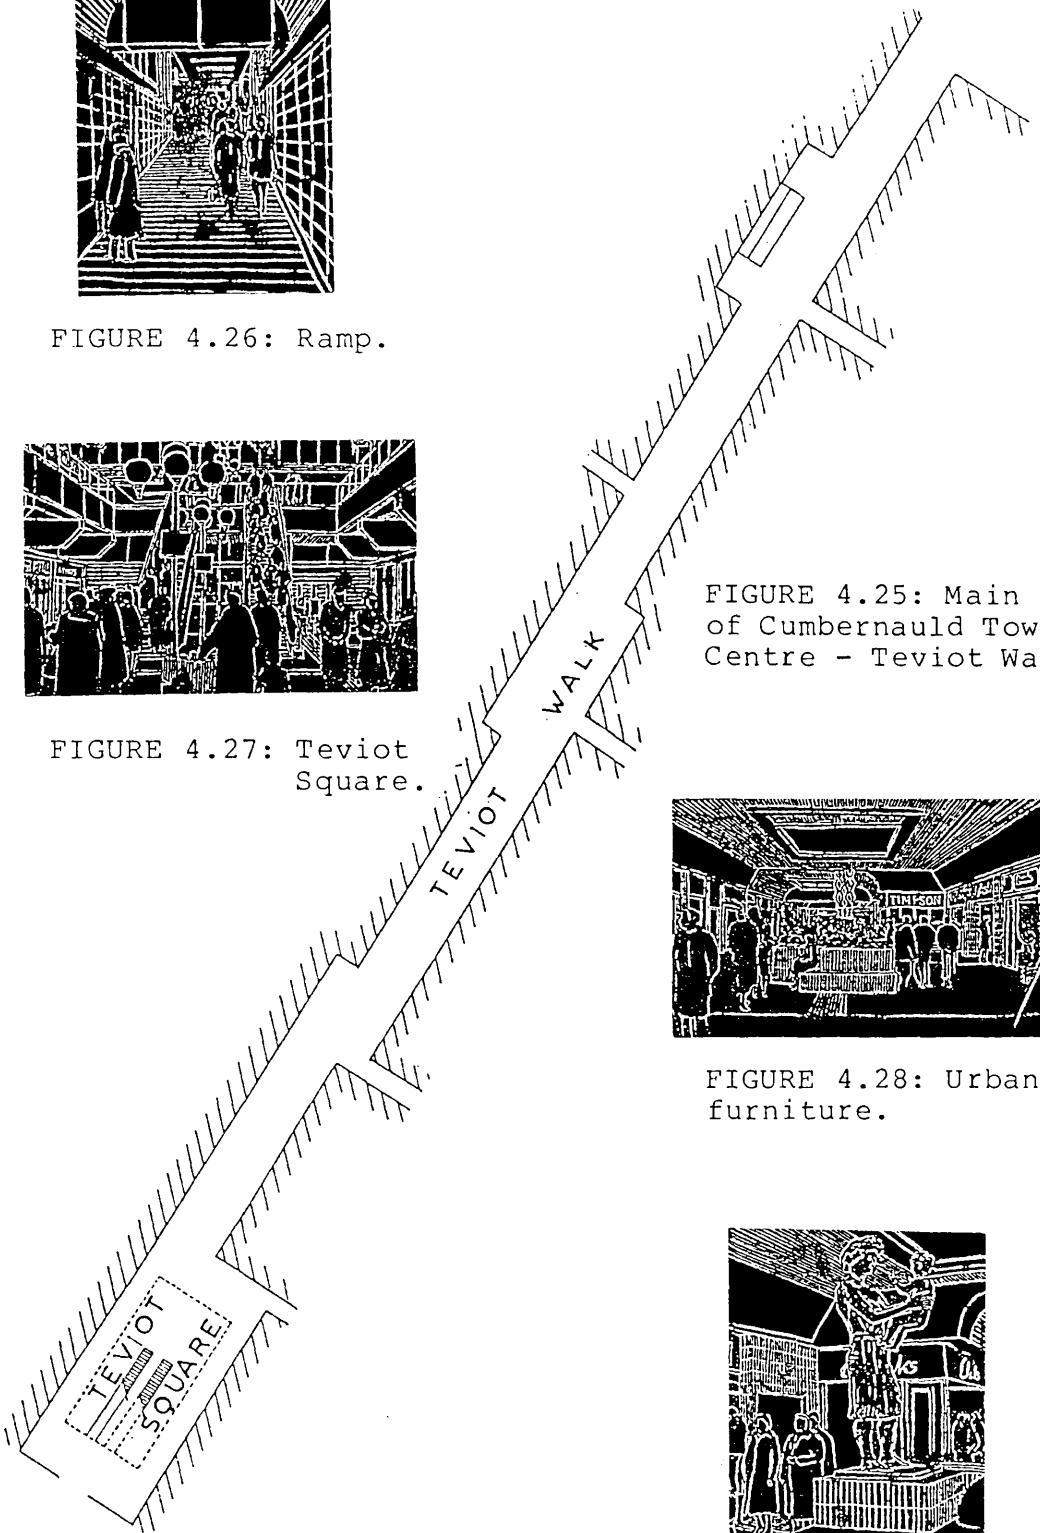 FIGURE 4.26: Ramp.
FIGURE 4.25: Main
of Cumbernauld Tow
Centre - Teviot Wa
FIGURE 4.27: Teviot
Square.
WALK
TEVIOT
TIMPSON
FIGURE 4.28: Urban
furniture.
TEVIOT
SQUARE